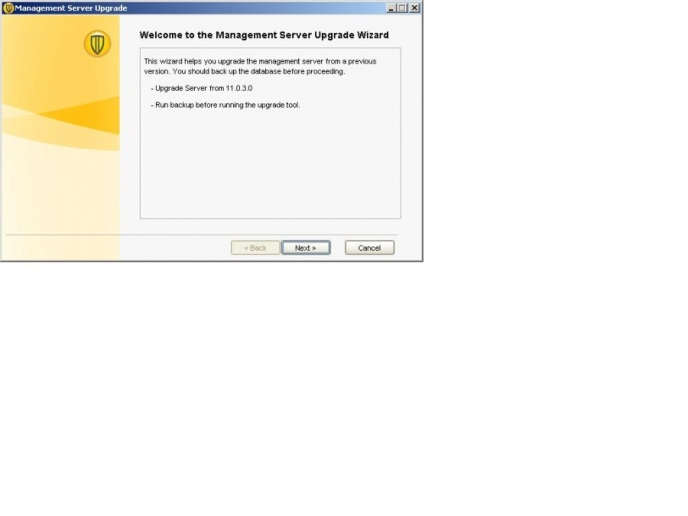 Management Server Upgrade
Welcome to the Management Server Upgrade Wizard
This wizard helps you upgrade the management server from a previous
version. You should back up the database before proceeding.
- Upgrade Server from 11.0.3.0
- Run backup before running the upgrade tool.
< Back Next > Cancel